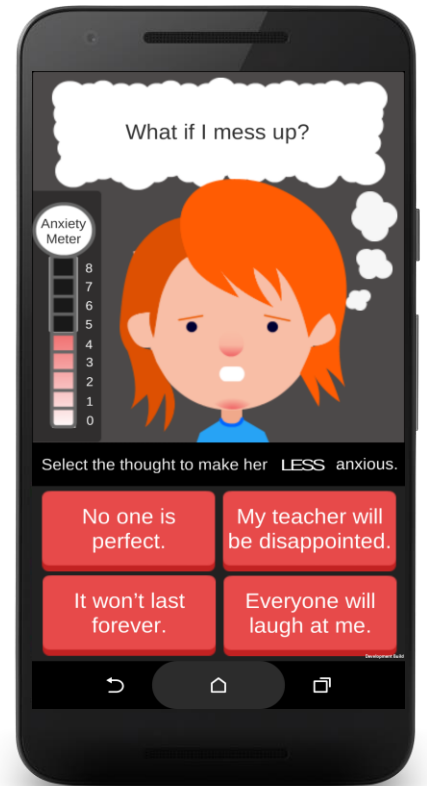 What if I mess up?
Anxiety
Meter
8
7
6
5
4
3
2
1
0
Select the thought to make her LESS anxious.
No one is
perfect.
My teacher will
be disappointed.
It won't last
forever.
Everyone will
laugh at me.
Development Build